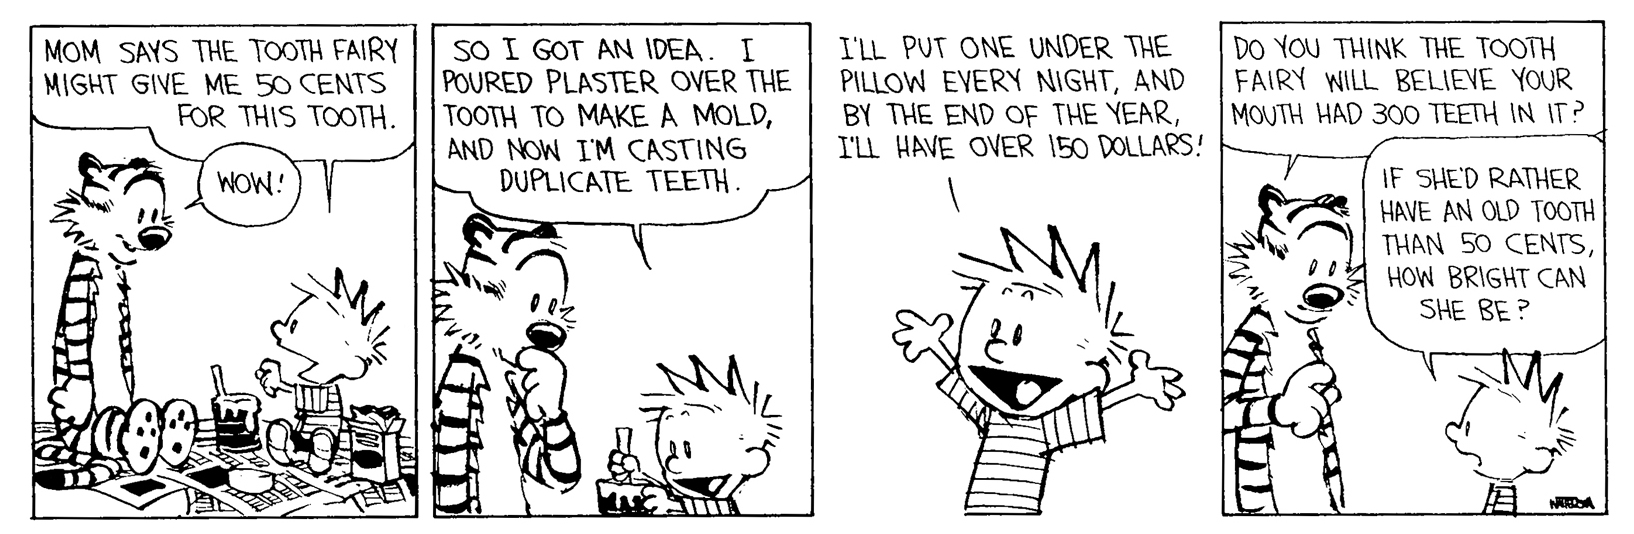 MOM SAYS THE TOOTH FAIRY
MIGHT GIVE ME 50 CENTS
FOR THIS TOOTH.
WOW!
SO I GOT AN IDEA. I
POURED PLASTER OVER THE
TOOTH TO MAKE A MOLD,
AND NOW I'M CASTING
DUPLICATE TEETH.
I'LL PUT ONE UNDER THE
PILLOW EVERY NIGHT, AND
BY THE END OF THE YEAR,
I'LL HAVE OVER 150 DOLLARS!
DO YOU THINK THE TOOTH
FAIRY WILL BELIEVE YOUR
MOUTH HAD 300 TEETH IN IT?
IF SHE'D RATHER
HAVE AN OLD TOOTH
THAN 50 CENTS,
HOW BRIGHT CAN
SHE BE?